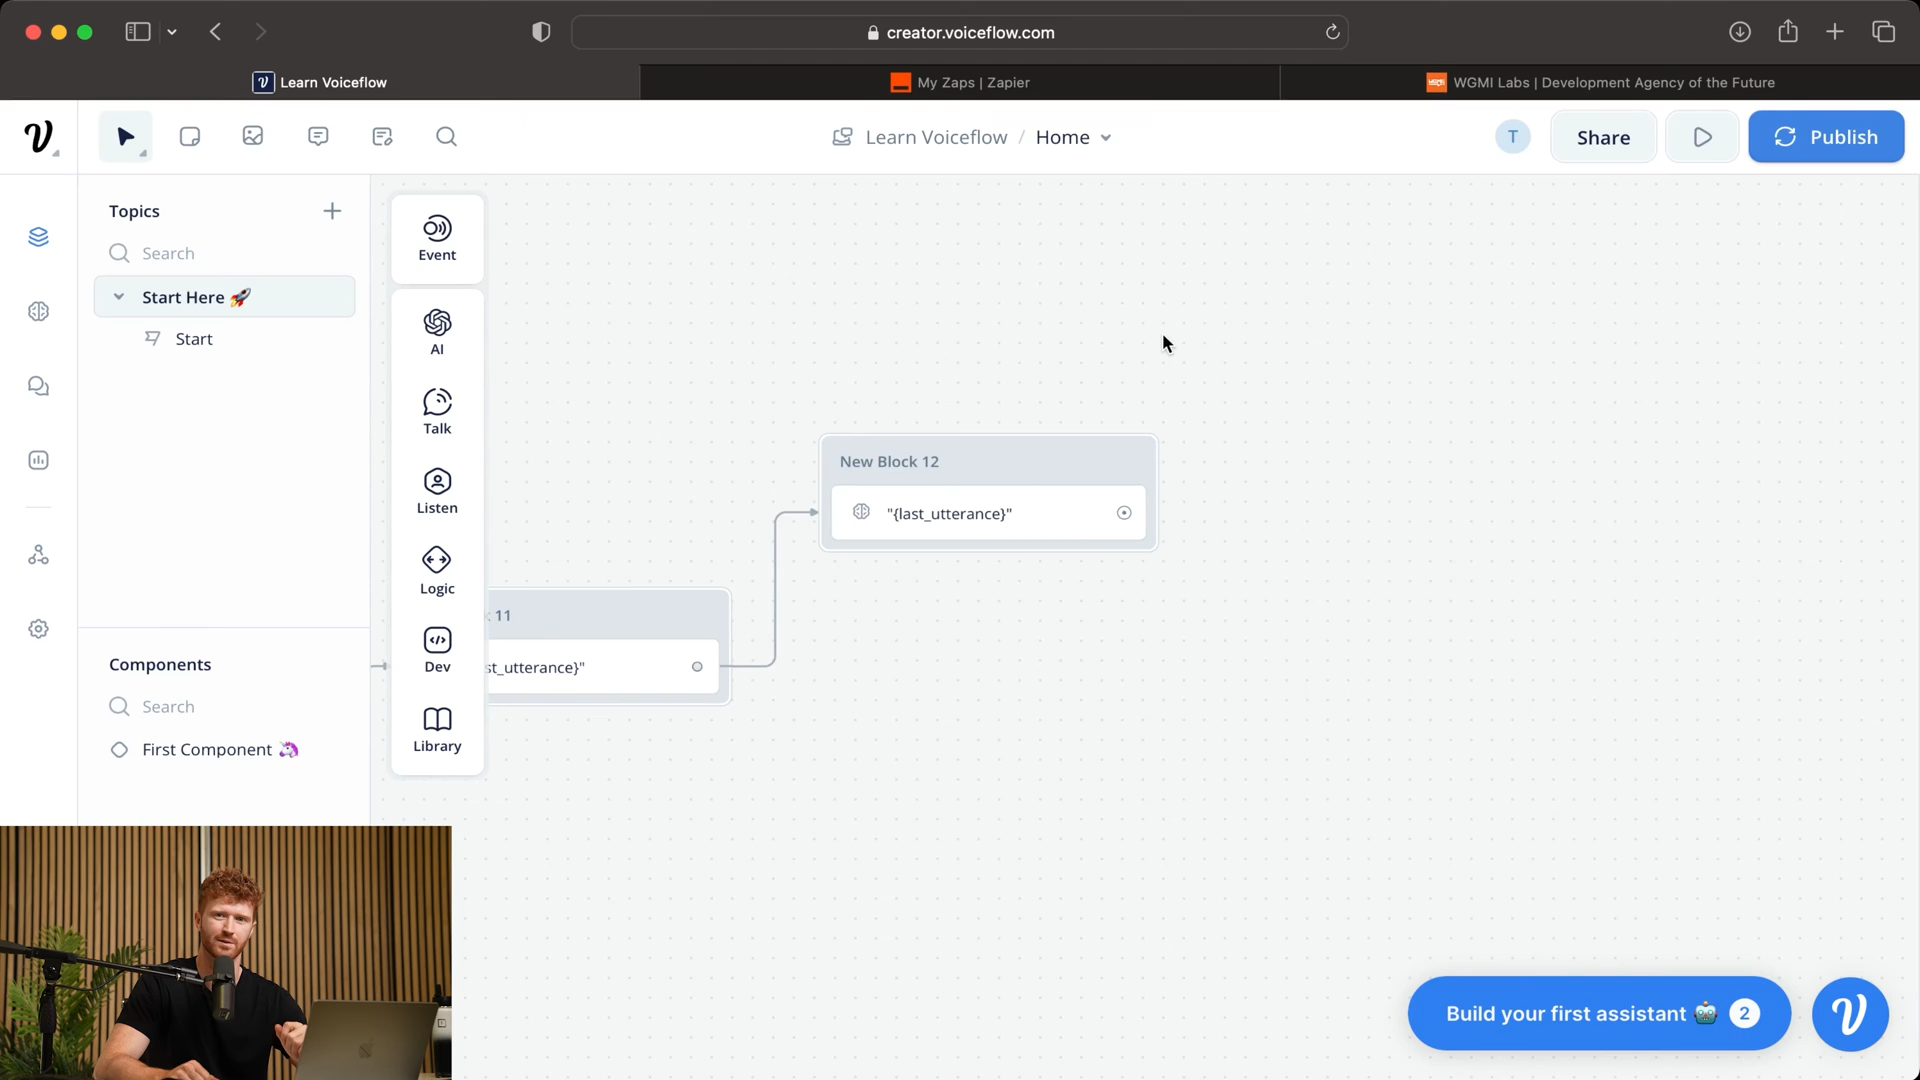 creator.voiceflow.com
Learn Voiceflow
My Zaps | Zapier
WGMI Labs | Development Agency of the Future
Learn Voiceflow / Home
T
Share
Publish
Topics
Search
Start Here 🚀
Start
Components
Search
First Component 🦄
Event
AI
Talk
Listen
Logic
Dev
Library
New Block 12
"{last_utterance}"
11
st_utterance}"
Build your first assistant 🤖 2